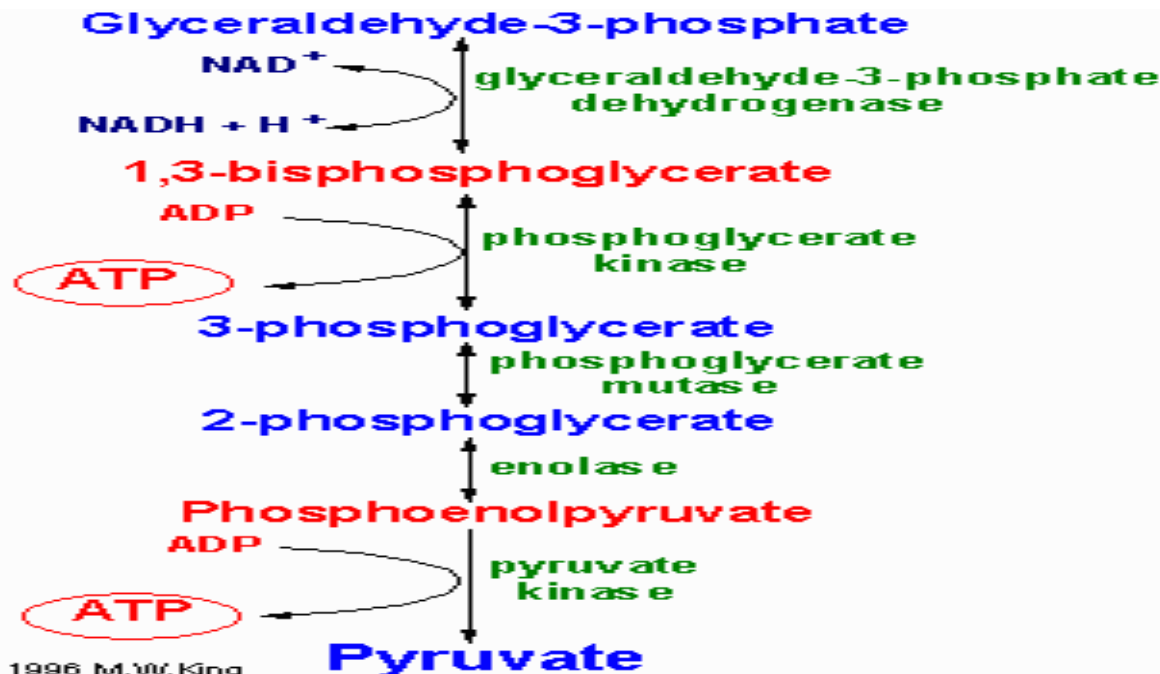 Glyceraldehyde-3-phosphate
NAD+
glyceraldehyde-3-phosphate
dehydrogenase
NADH + H+
1,3-bisphosphoglycerate
ADP
phosphoglycerate
kinase
ATP
3-phosphoglycerate
phosphoglycerate
mutase
2-phosphoglycerate
enolase
Phosphoenolpyruvate
ADP
pyruvate
kinase
ATP
Pyruvate
1996 M.W.King